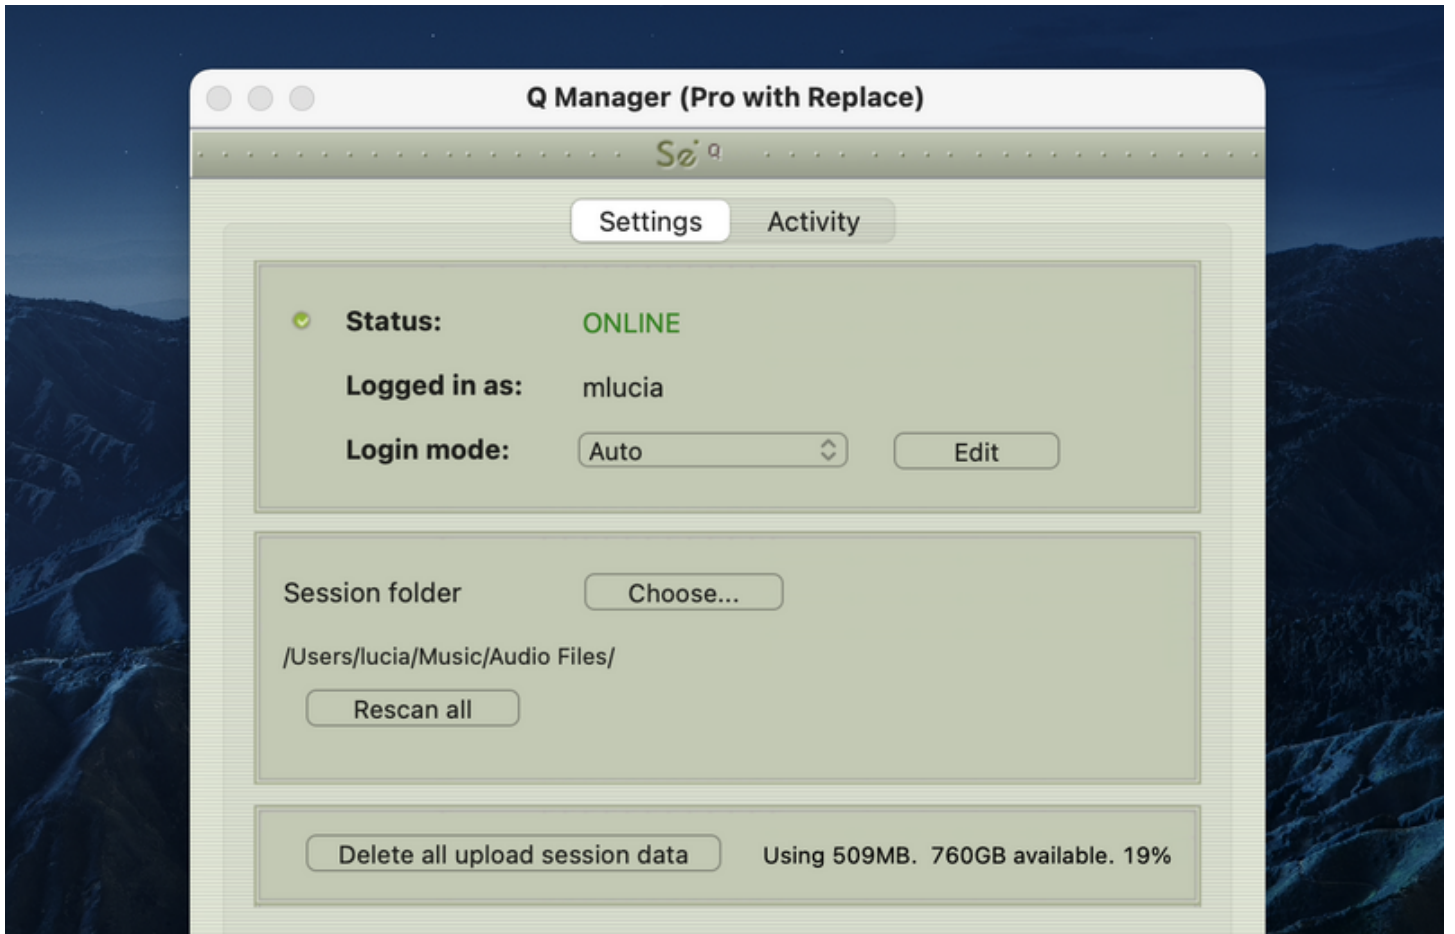 Q Manager (Pro with Replace)
Se Q
Settings Activity
Status: ONLINE
Logged in as: mlucia
Login mode: Auto Edit
Session folder Choose...
/Users/lucia/Music/Audio Files/
Rescan all
Delete all upload session data Using 509MB. 760GB available. 19%